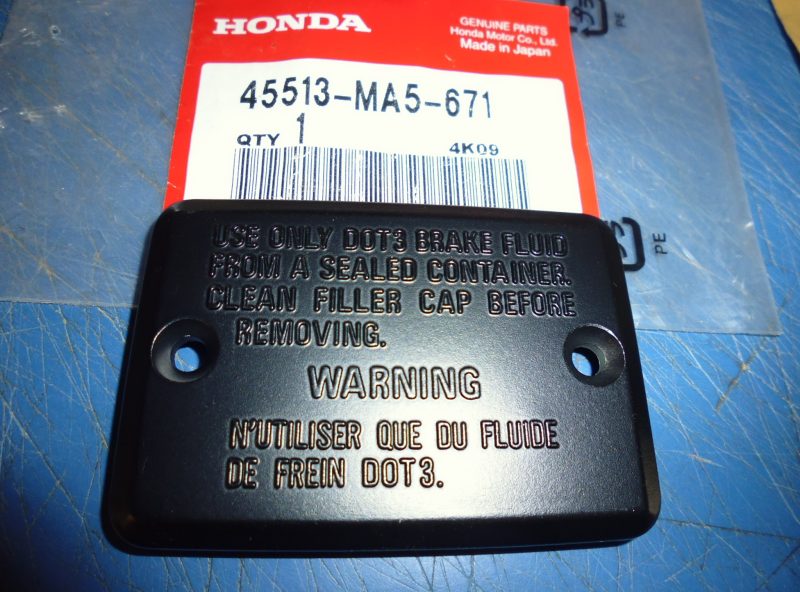 HONDA
GENUINE PARTS
Honda Motor Co., Ltd.
Made in Japan
45513-MA5-671
QTY 1
4K09
PE
PE
USE ONLY DOT3 BRAKE FLUID
FROM A SEALED CONTAINER.
CLEAN FILLER CAP BEFORE
REMOVING.
WARNING
N'UTILISER QUE DU FLUIDE
DE FREIN DOT3.